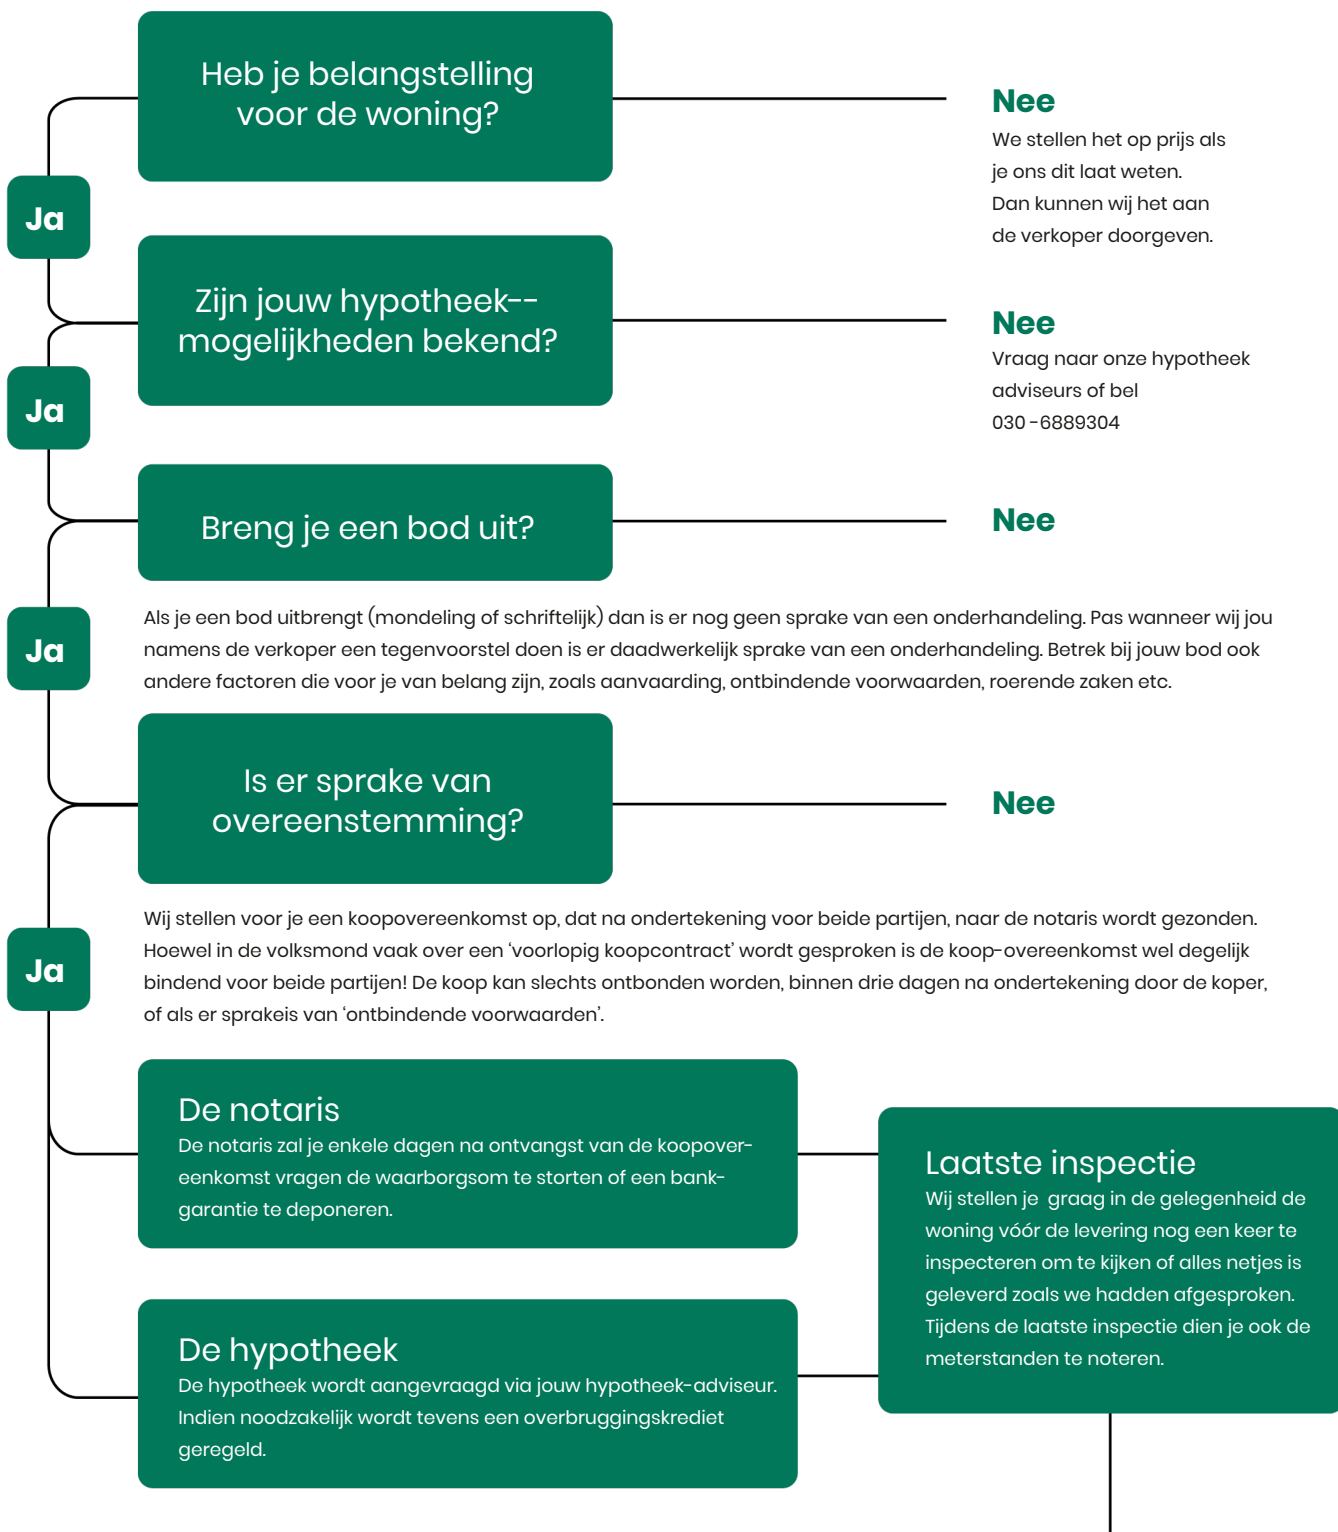 Heb je belangstelling
voor de woning?
Nee
We stellen het op prijs als
je ons dit laat weten.
Dan kunnen wij het aan
de verkoper doorgeven.
Ja
Zijn jouw hypotheek--
mogelijkheden bekend?
Nee
Vraag naar onze hypotheek
adviseurs of bel
030 -6889304
Ja
Breng je een bod uit?
Nee
Als je een bod uitbrengt (mondeling of schriftelijk) dan is er nog geen sprake van een onderhandeling. Pas wanneer wij jou
namens de verkoper een tegenvoorstel doen is er daadwerkelijk sprake van een onderhandeling. Betrek bij jouw bod ook
andere factoren die voor je van belang zijn, zoals aanvaarding, ontbindende voorwaarden, roerende zaken etc.
Ja
Is er sprake van
overeenstemming?
Nee
Wij stellen voor je een koopovereenkomst op, dat na ondertekening voor beide partijen, naar de notaris wordt gezonden.
Hoewel in de volksmond vaak over een ‘voorlopig koopcontract’ wordt gesproken is de koop-overeenkomst wel degelijk
bindend voor beide partijen! De koop kan slechts ontbonden worden, binnen drie dagen na ondertekening door de koper,
of als er sprakeis van ‘ontbindende voorwaarden’.
Ja
De notaris
De notaris zal je enkele dagen na ontvangst van de koopover-
eenkomst vragen de waarborgsom te storten of een bank-
garantie te deponeren.
De hypotheek
De hypotheek wordt aangevraagd via jouw hypotheek-adviseur.
Indien noodzakelijk wordt tevens een overbruggingskrediet
geregeld.
Laatste inspectie
Wij stellen je  graag in de gelegenheid de
woning vóór de levering nog een keer te
inspecteren om te kijken of alles netjes is
geleverd zoals we hadden afgesproken.
Tijdens de laatste inspectie dien je ook de
meterstanden te noteren.